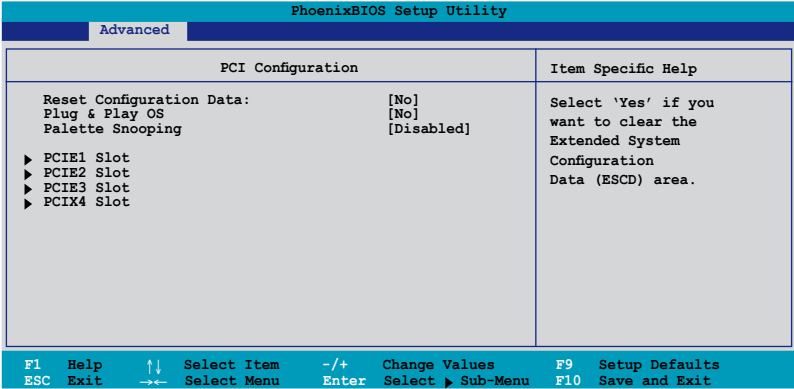 PhoenixBIOS Setup Utility
Advanced
PCI Configuration
Reset Configuration Data: [No]
Plug & Play OS [No]
Palette Snooping [Disabled]
▶ PCIE1 Slot
▶ PCIE2 Slot
▶ PCIE3 Slot
▶ PCIX4 Slot
Item Specific Help
Select ‘Yes’ if you
want to clear the
Extended System
Configuration
Data (ESCD) area.
F1 Help ↑↓ Select Item -/+ Change Values F9 Setup Defaults
ESC Exit →← Select Menu Enter Select ▶ Sub-Menu F10 Save and Exit